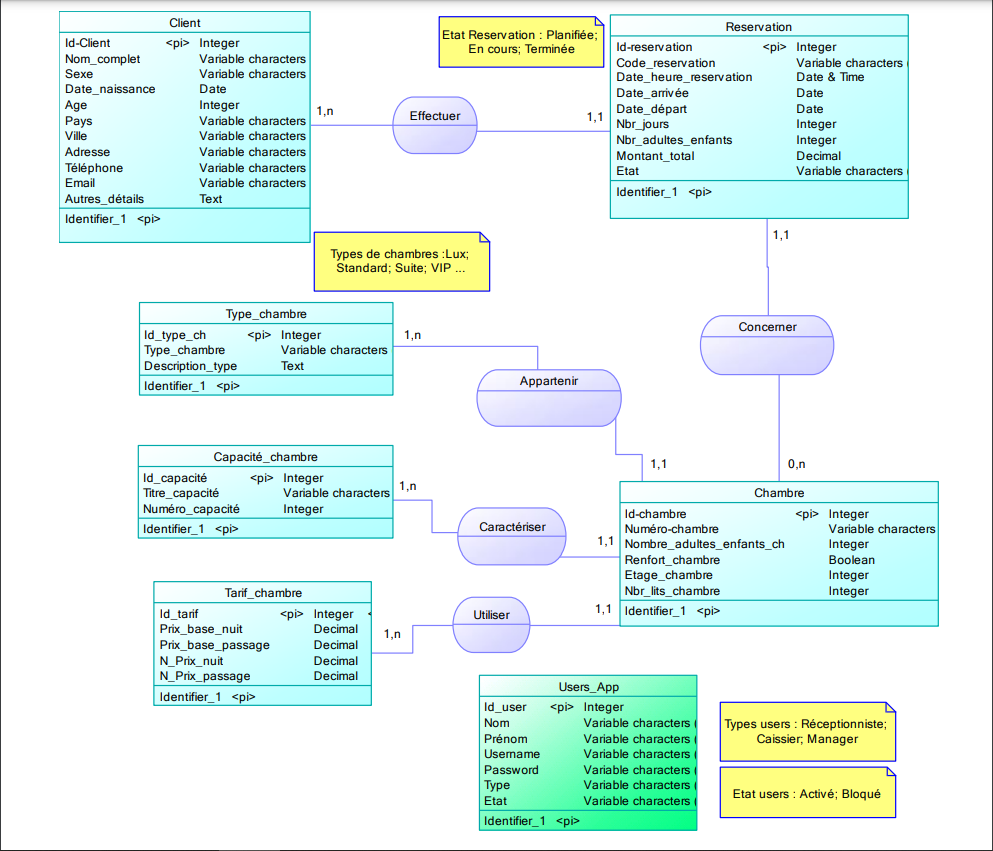 Client
Id-Client <pi> Integer
Nom_complet Variable characters
Sexe Variable characters
Date_naissance Date
Age Integer
Pays Variable characters
Ville Variable characters
Adresse Variable characters
Téléphone Variable characters
Email Variable characters
Autres_détails Text
Identifier_1 <pi>
Etat Reservation : Planifiée;
En cours; Terminée
Reservation
Id-reservation <pi> Integer
Code_reservation Variable characters (
Date_heure_reservation Date & Time
Date_arrivée Date
Date_départ Date
Nbr_jours Integer
Nbr_adultes_enfants Integer
Montant_total Decimal
Etat Variable characters (
Identifier_1 <pi>
1,n
Effectuer
1,1
Types de chambres :Lux;
Standard; Suite; VIP ...
1,1
Concerner
0,n
Type_chambre
Id_type_ch <pi> Integer
Type_chambre Variable characters
Description_type Text
Identifier_1 <pi>
1,n
Appartenir
1,1
Capacité_chambre
Id_capacité <pi> Integer
Titre_capacité Variable characters
Numéro_capacité Integer
Identifier_1 <pi>
1,n
Caractériser
1,1
Chambre
Id-chambre <pi> Integer
Numéro-chambre Variable characters
Nombre_adultes_enfants_ch Integer
Renfort_chambre Boolean
Etage_chambre Integer
Nbr_lits_chambre Integer
Identifier_1 <pi>
Tarif_chambre
Id_tarif <pi> Integer <
Prix_base_nuit Decimal
Prix_base_passage Decimal
N_Prix_nuit Decimal
N_Prix_passage Decimal
Identifier_1 <pi>
1,n
Utiliser
1,1
Users_App
Id_user <pi> Integer
Nom Variable characters (
Prénom Variable characters (
Username Variable characters (
Password Variable characters (
Type Variable characters (
Etat Variable characters (
Identifier_1 <pi>
Types users : Réceptionniste;
Caissier; Manager
Etat users : Activé; Bloqué